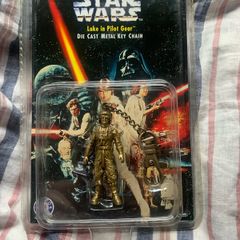 STAR
WARS
Luke in Pilot Gear
DIE CAST METAL KEY CHAIN